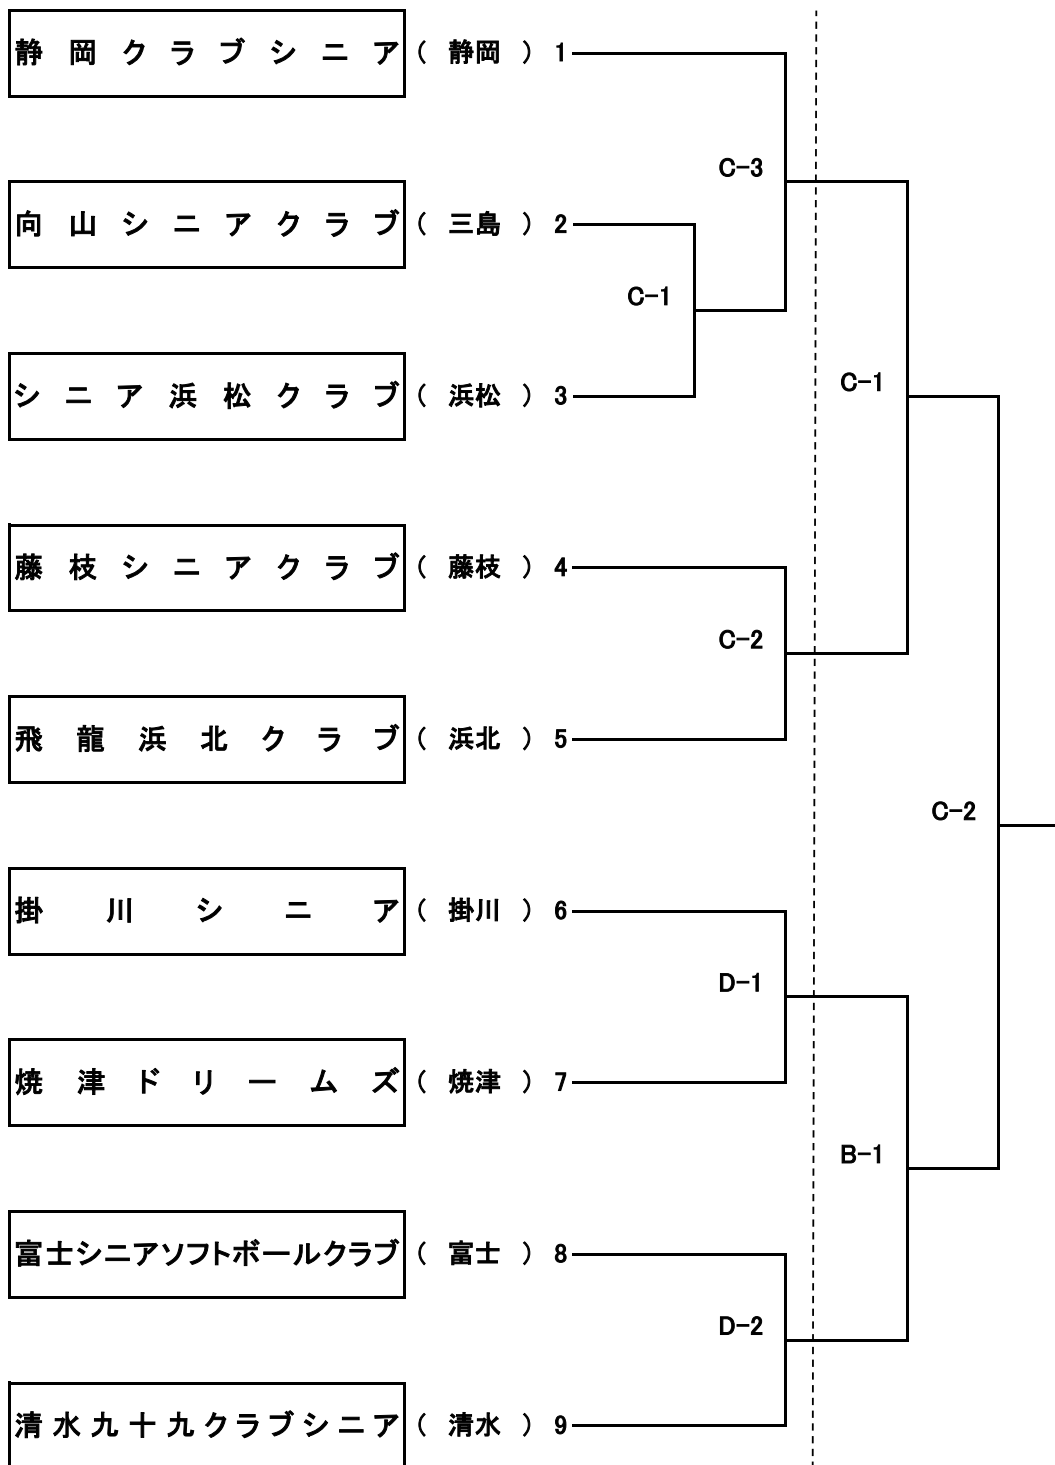 静岡クラブシニア ( 静岡 ) 1
C-3
向山シニアクラブ ( 三島 ) 2
C-1
シニア浜松クラブ ( 浜松 ) 3
C-1
藤枝シニアクラブ ( 藤枝 ) 4
C-2
飛龍浜北クラブ ( 浜北 ) 5
C-2
掛川シニア ( 掛川 ) 6
D-1
焼津ドリームズ ( 焼津 ) 7
B-1
富士シニアソフトボールクラブ ( 富士 ) 8
D-2
清水九十九クラブシニア ( 清水 ) 9